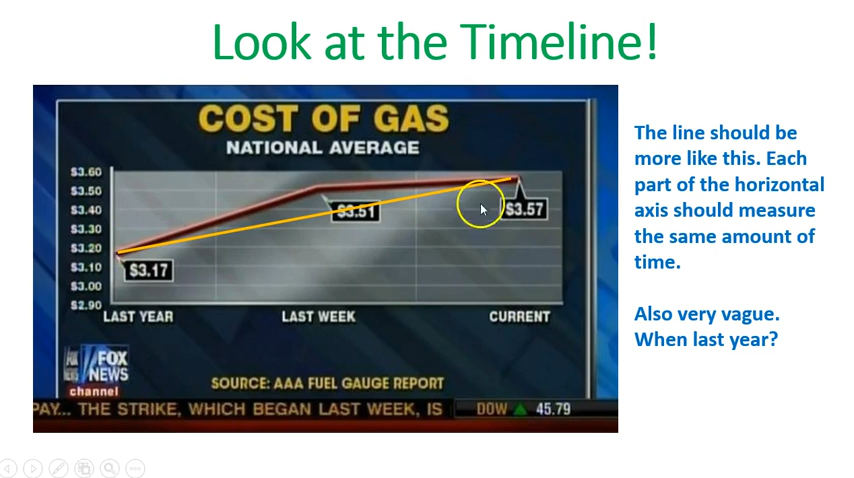 Look at the Timeline!
COST OF GAS
NATIONAL AVERAGE
$3.60
$3.50
$3.40
$3.30
$3.20
$3.10
$3.00
$2.90
$3.17
$3.51
$3.57
LAST YEAR LAST WEEK CURRENT
FOX
NEWS
channel
SOURCE: AAA FUEL GAUGE REPORT
PAY... THE STRIKE, WHICH BEGAN LAST WEEK, IS
DOW 45.79
The line should be
more like this. Each
part of the horizontal
axis should measure
the same amount of
time.
Also very vague.
When last year?